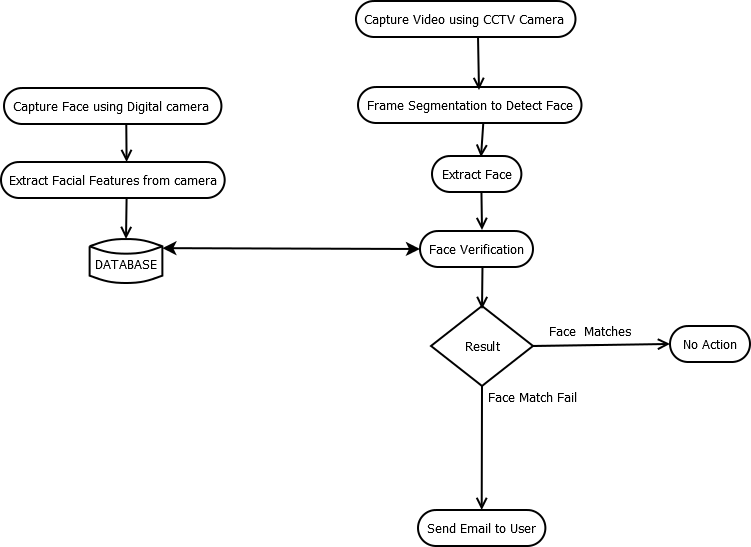 Capture Video using CCTV Camera
Capture Face using Digital camera
Frame Segmentation to Detect Face
Extract Facial Features from camera
Extract Face
DATABASE
Face Verification
Result
Face Matches
No Action
Face Match Fail
Send Email to User